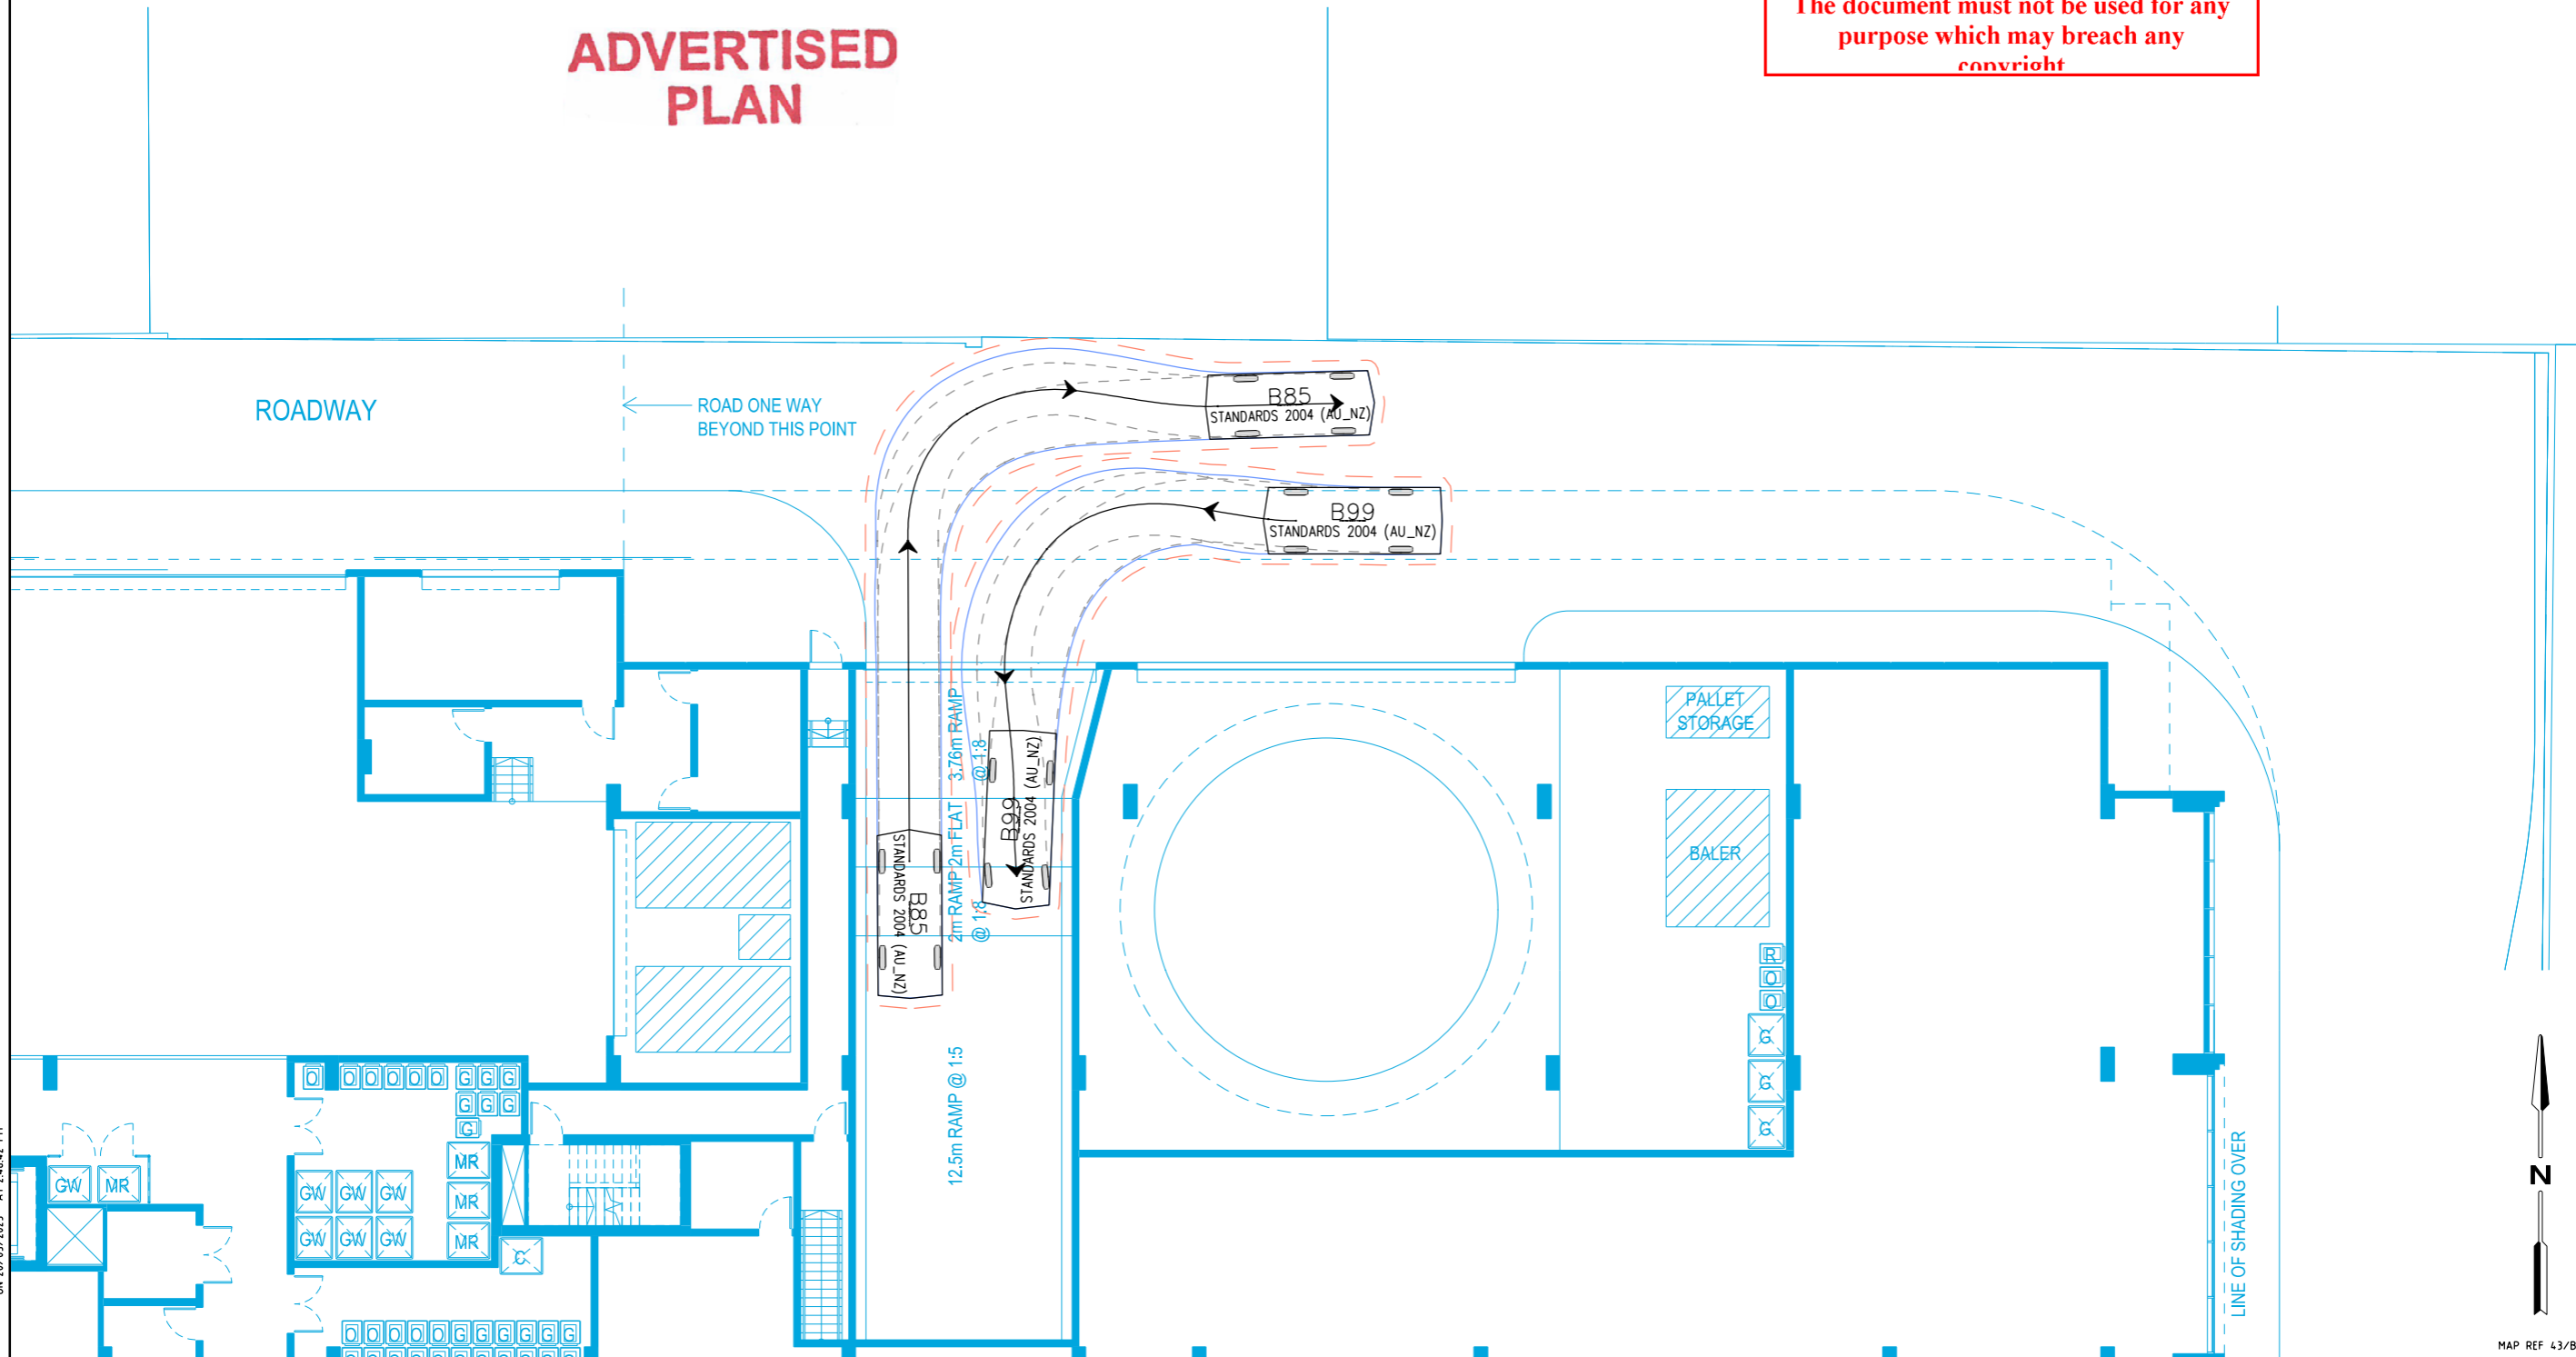 The document must not be used for any
purpose which may breach any
copyright
ADVERTISED
PLAN
ROADWAY
ROAD ONE WAY
BEYOND THIS POINT
B85
STANDARDS 2004 (AU_NZ)
B99
STANDARDS 2004 (AU_NZ)
3.76m RAMP
@ 1:8
2m FLAT
2m RAMP
@ 1:8
B99
STANDARDS 2004 (AU_NZ)
B85
STANDARDS 2004 (AU_NZ)
12.5m RAMP @ 1:5
PALLET
STORAGE
BALER
R
O
O
G
G
G
O O O O O O G G G
G G G
G
MR
GW GW GW MR
GW GW GW MR
GW MR
C
O O O O O G G G G G G
LINE OF SHADING OVER
N
MAP REF 43/B